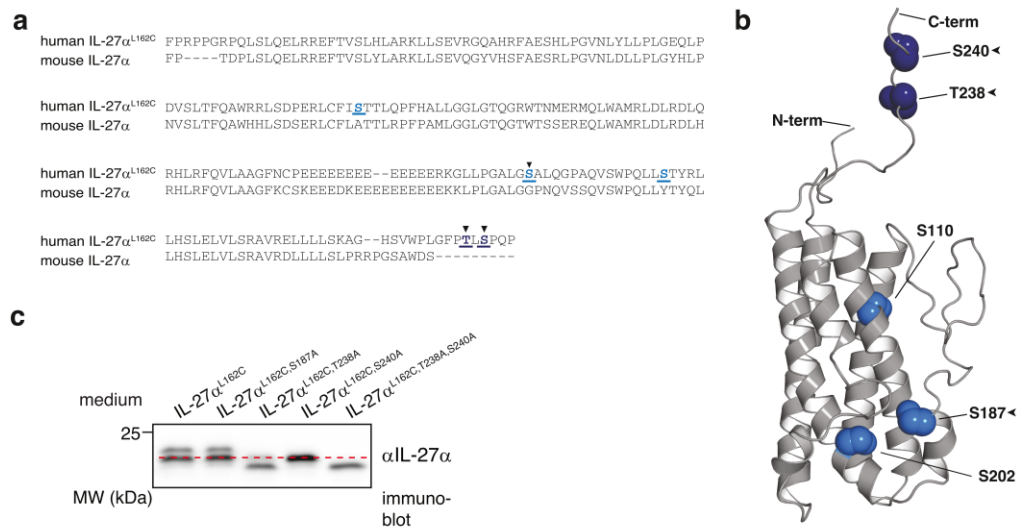 a
human IL-27αL162C FPRPPGRPQLSLQELRREFTVSLHLARKLLSEVRGQAHRFAESHLPGVNLYLLPLGEQLP
mouse IL-27α FP----TDPLSLQELRREFTVSLYLARKLLSEVQGYVHSFAESRLPGVNLDLLPLGYHLP
human IL-27αL162C DVSLTFQAWRRLSDPERLCFISTTLQPFHALLGGLGTQGRWTNMERMQLWAMRLDLRDLQ
mouse IL-27α NVSLTFQAWHHLSDSERLCFLATTLRPFPAMLGGLGTQGTWTSSEREQLWAMRLDLRDLH
human IL-27αL162C RHLRFQVLAAGFNCPEEEEEEEE--EEEEEERKGLLPGALGSALQGPAQVSWPQLLSTYRL
mouse IL-27α RHLRFQVLAAGFKCSKEEEDKEEEEEEEEEEKKLPLGALGGPNQVSSQVSWPQLLYTYQL
human IL-27αL162C LHSLELVLSRAVRELLLLSKAG--HSVWPLGFPTLSPQP
mouse IL-27α LHSLELVLSRAVRDLLLLSLPRRPGSAWDS---------
b
C-term
S240
T238
N-term
S110
S187
S202
c
medium
IL-27αL162C
IL-27αL162C,S187A
IL-27αL162C,T238A
IL-27αL162C,S240A
IL-27αL162C,T238A,S240A
25
αIL-27α
MW (kDa)
immuno-
blot